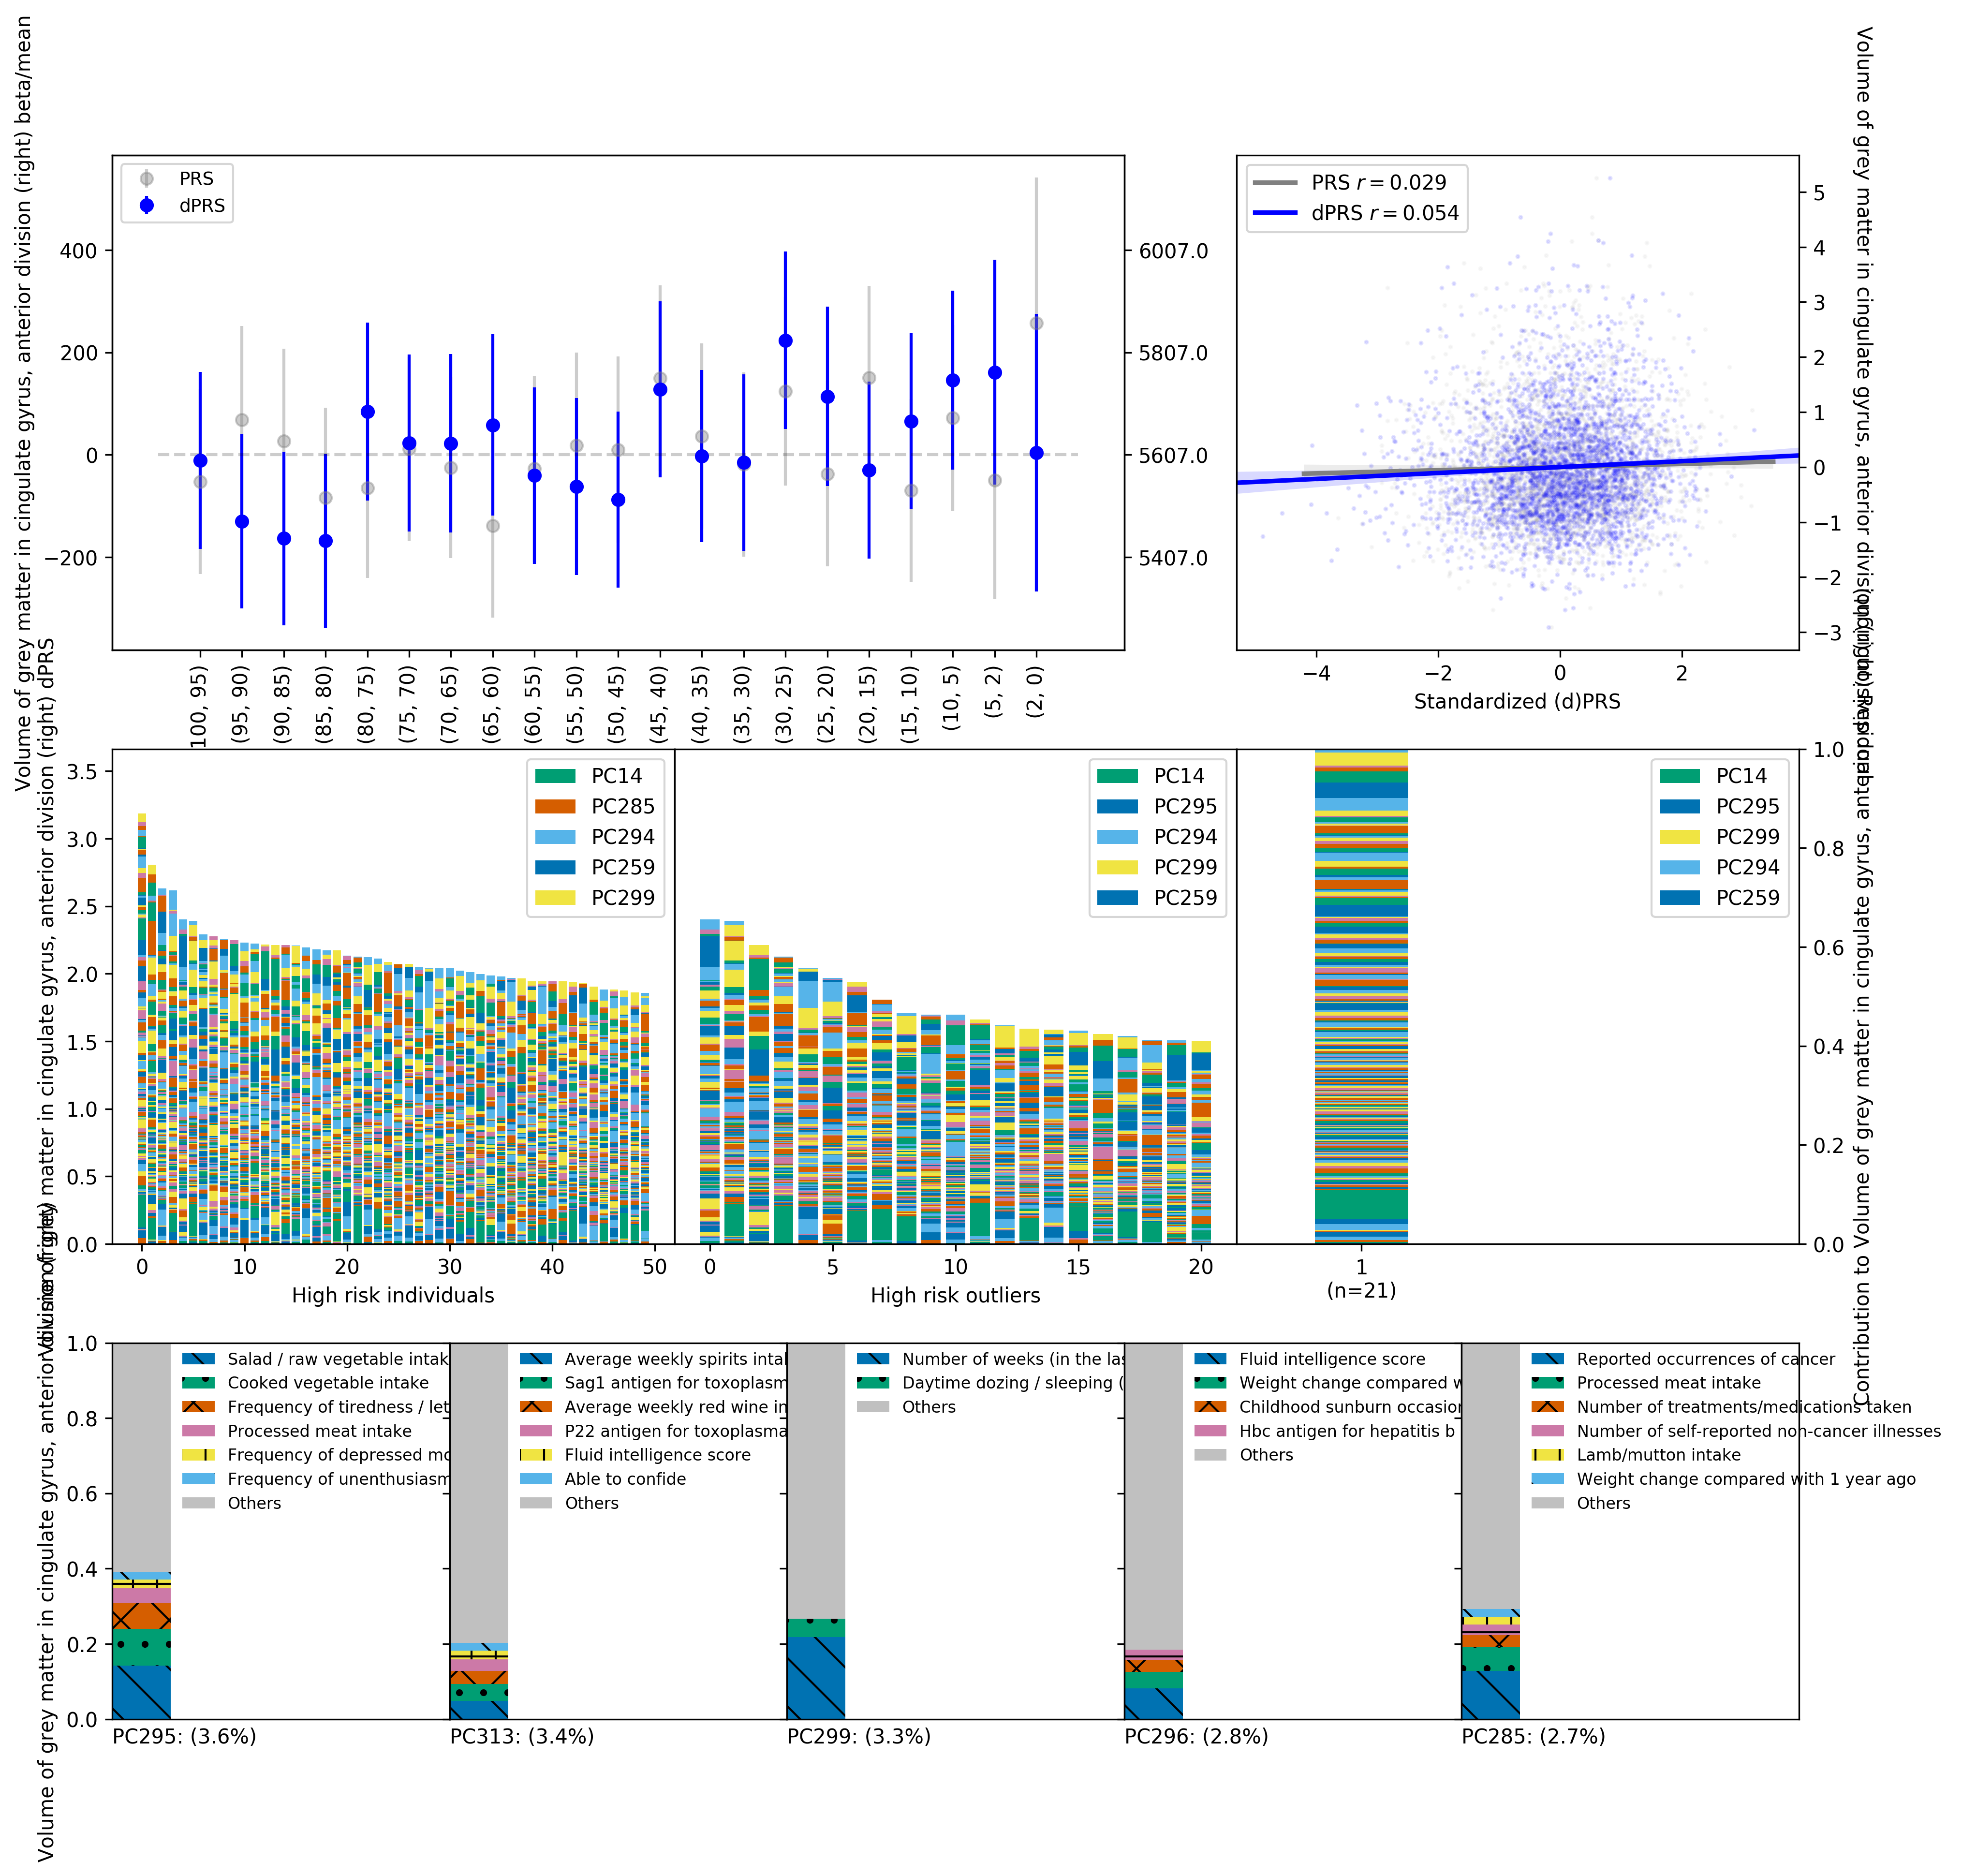 Volume of grey matter in cingulate gyrus, anterior division (right) beta/mean
PRS
dPRS
400
200
0
−200
6007.0
5807.0
5607.0
5407.0
100, 95)
(95, 90)
(90, 85)
(85, 80)
(80, 75)
(75, 70)
(70, 65)
(65, 60)
(60, 55)
(55, 50)
(50, 45)
(45, 40)
(40, 35)
(35, 30)
(30, 25)
(25, 20)
(20, 15)
(15, 10)
(10, 5)
(5, 2)
(2, 0)
PRS r = 0.029
dPRS r = 0.054
5
4
3
2
1
0
−1
−2
−3
−4
−2
0
2
Standardized (d)PRS
Volume of grey matter in cingulate gyrus, anterior division (right)
Volume of grey matter in cingulate gyrus, anterior division (right) dPRS
3.5
3.0
2.5
2.0
1.5
1.0
0.5
0.0
PC14
PC285
PC294
PC259
PC299
0
10
20
30
40
50
High risk individuals
PC14
PC295
PC294
PC299
PC259
0
5
10
15
20
High risk outliers
PC14
PC295
PC299
PC294
PC259
1
(n=21)
1.0
0.8
0.6
0.4
0.2
0.0
Contribution to Volume of grey matter in cingulate gyrus,
Volume of grey matter in cingulate gyrus, anterior
1.0
0.8
0.6
0.4
0.2
0.0
Salad / raw vegetable intak
Cooked vegetable intake
Frequency of tiredness / let
Processed meat intake
Frequency of depressed mo
Frequency of unenthusiasm
Others
PC295: (3.6%)
Average weekly spirits intal
Sag1 antigen for toxoplasm
Average weekly red wine in
P22 antigen for toxoplasma
Fluid intelligence score
Able to confide
Others
PC313: (3.4%)
Number of weeks (in the las
Daytime dozing / sleeping (
Others
PC299: (3.3%)
Fluid intelligence score
Weight change compared w
Childhood sunburn occasion
Hbc antigen for hepatitis b
Others
PC296: (2.8%)
Reported occurrences of cancer
Processed meat intake
Number of treatments/medications taken
Number of self-reported non-cancer illnesses
Lamb/mutton intake
Weight change compared with 1 year ago
Others
PC285: (2.7%)